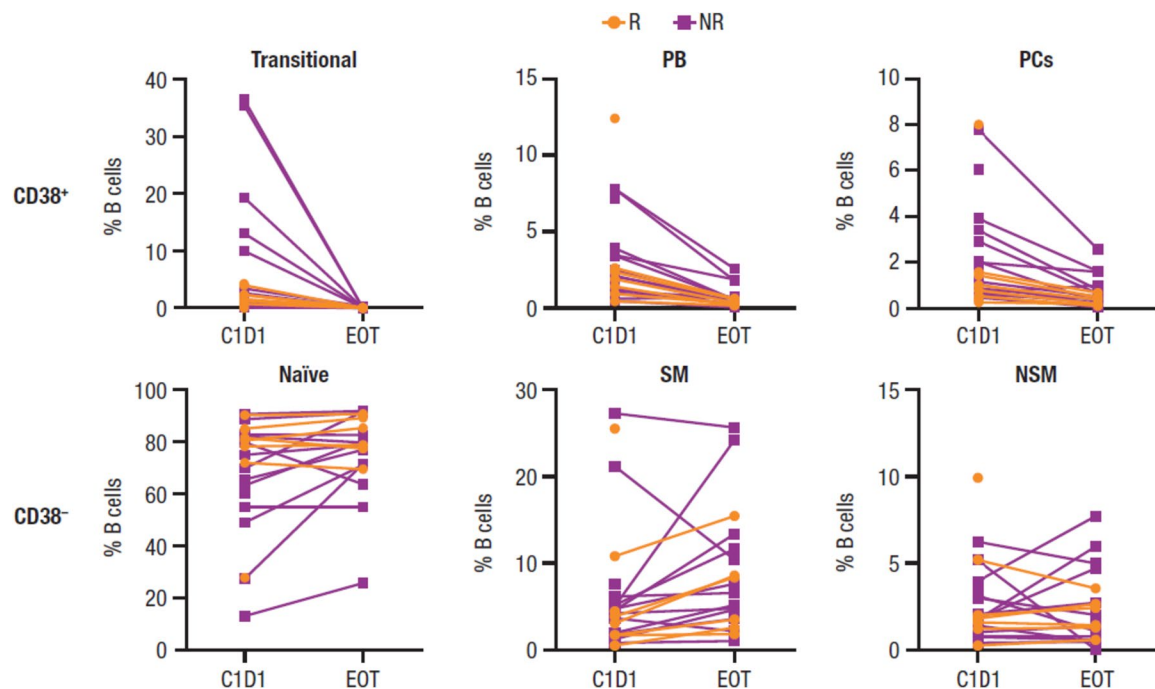 R NR
Transitional PB PCs
CD38⁺
% B cells
40
30
20
10
0
C1D1 EOT
% B cells
15
10
5
0
C1D1 EOT
% B cells
10
8
6
4
2
0
C1D1 EOT
Naïve SM NSM
CD38⁻
% B cells
100
80
60
40
20
0
C1D1 EOT
% B cells
30
20
10
0
C1D1 EOT
% B cells
15
10
5
0
C1D1 EOT